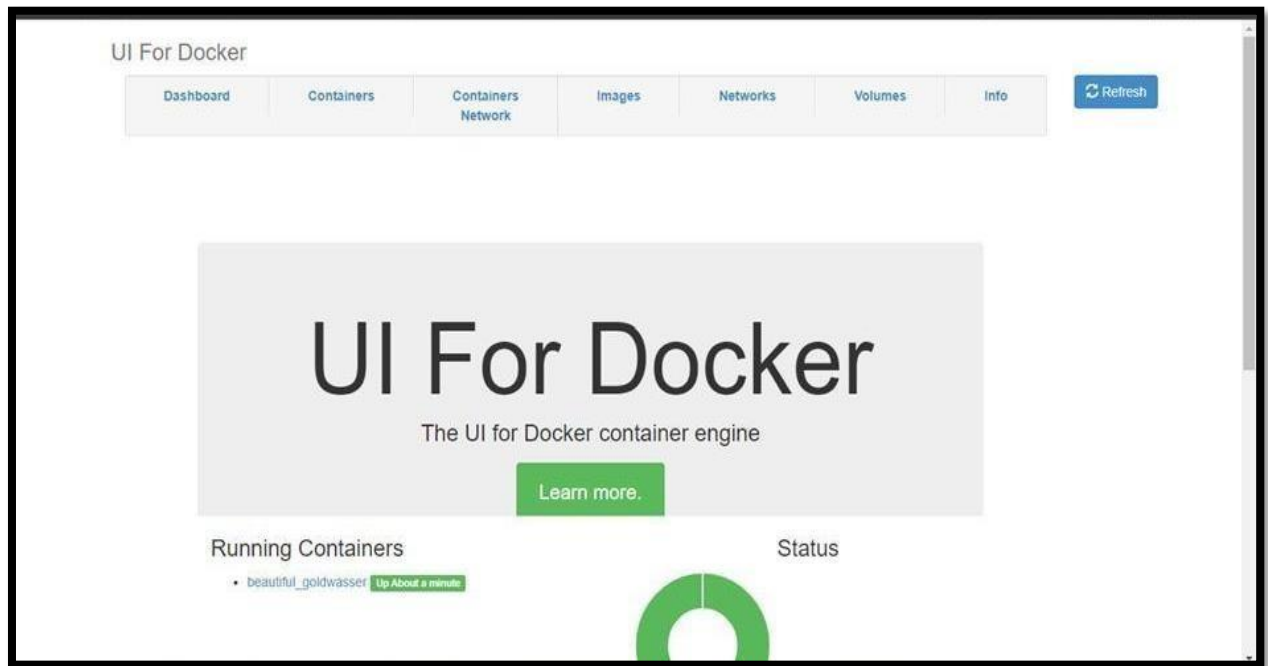 UI For Docker
Dashboard
Containers
Containers
Network
Images
Networks
Volumes
Info
Refresh
UI For Docker
The UI for Docker container engine
Learn more.
Running Containers
beautiful_goldwasser Up About a minute
Status